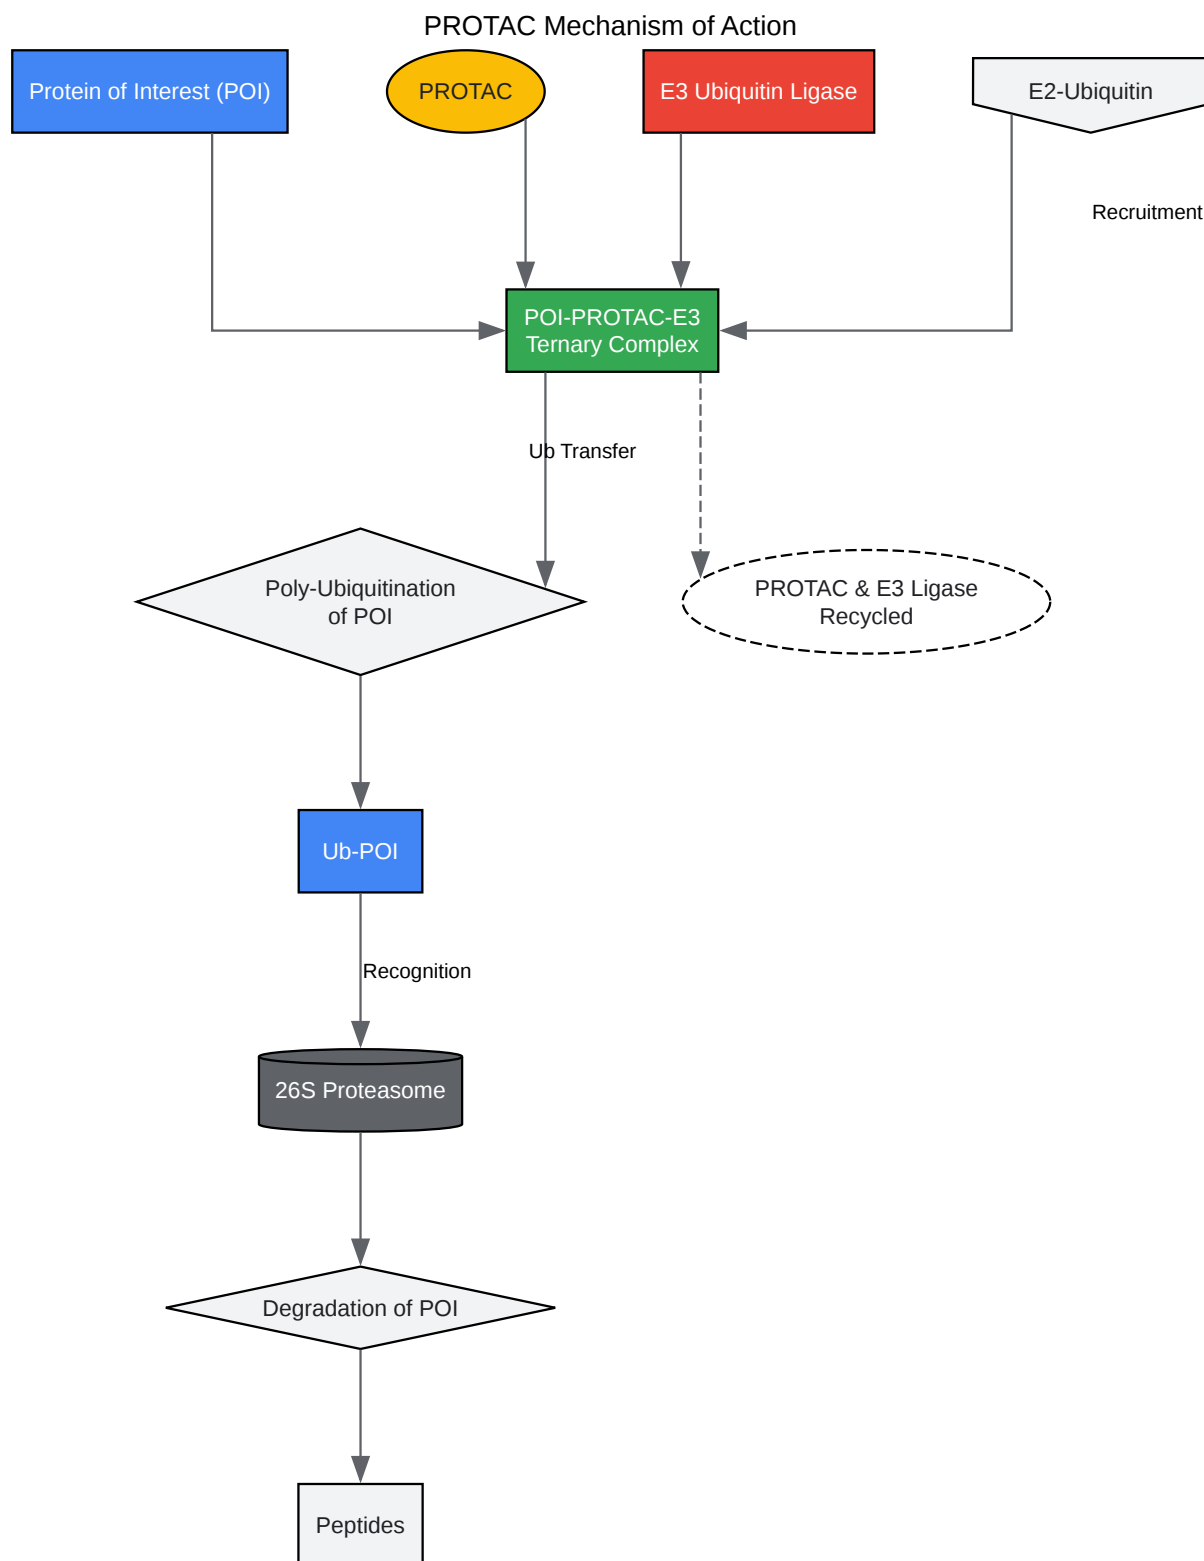 PROTAC Mechanism of Action
Protein of Interest (POI)
PROTAC
E3 Ubiquitin Ligase
E2-Ubiquitin
Recruitment
POI-PROTAC-E3
Ternary Complex
Ub Transfer
Poly-Ubiquitination
of POI
PROTAC & E3 Ligase
Recycled
Ub-POI
Recognition
26S Proteasome
Degradation of POI
Peptides